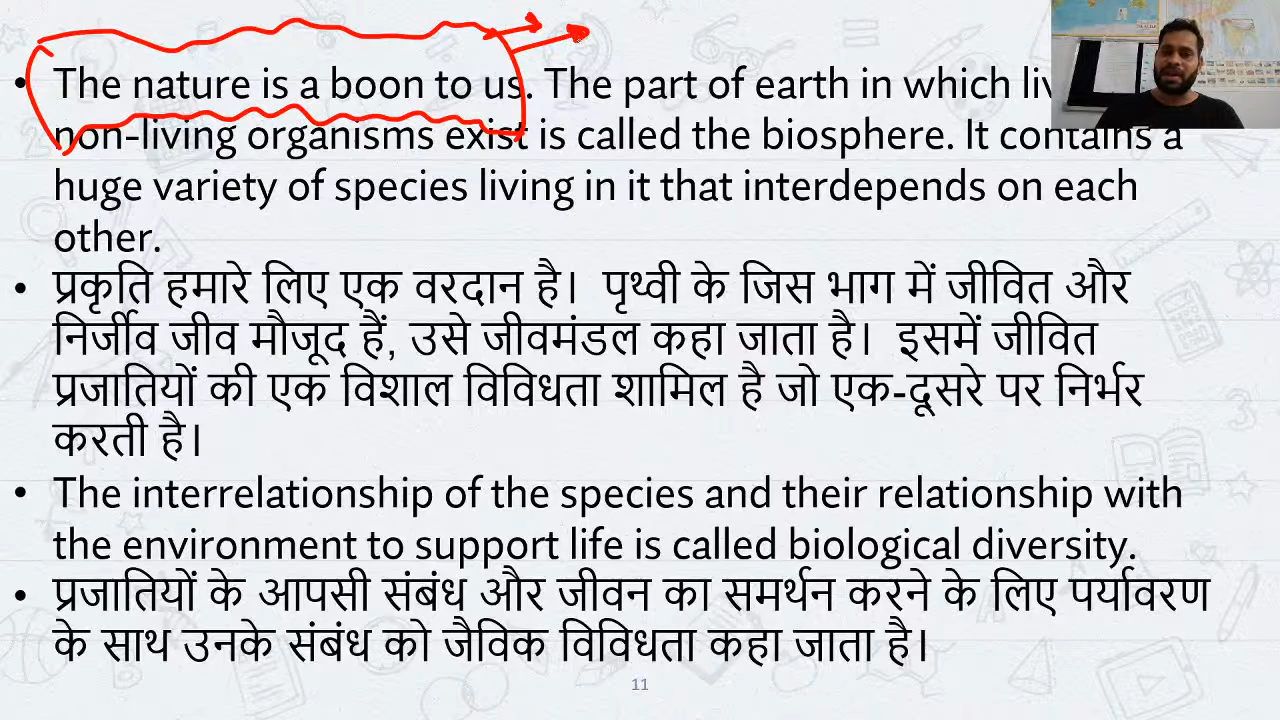 • The nature is a boon to us. The part of earth in which
non-living organisms exist is called the biosphere. It contains a
huge variety of species living in it that interdepends on each
other.
• प्रकृति हमारे लिए एक वरदान है। पृथ्वी के जिस भाग में जीवित और
निर्जीव जीव मौजूद हैं, उसे जीवमंडल कहा जाता है। इसमें जीवित
प्रजातियों की एक विशाल विविधता शामिल है जो एक-दूसरे पर निर्भर
करती है।
• The interrelationship of the species and their relationship with
the environment to support life is called biological diversity.
• प्रजातियों के आपसी संबंध और जीवन का समर्थन करने के लिए पर्यावरण
के साथ उनके संबंध को जैविक विविधता कहा जाता है।
11